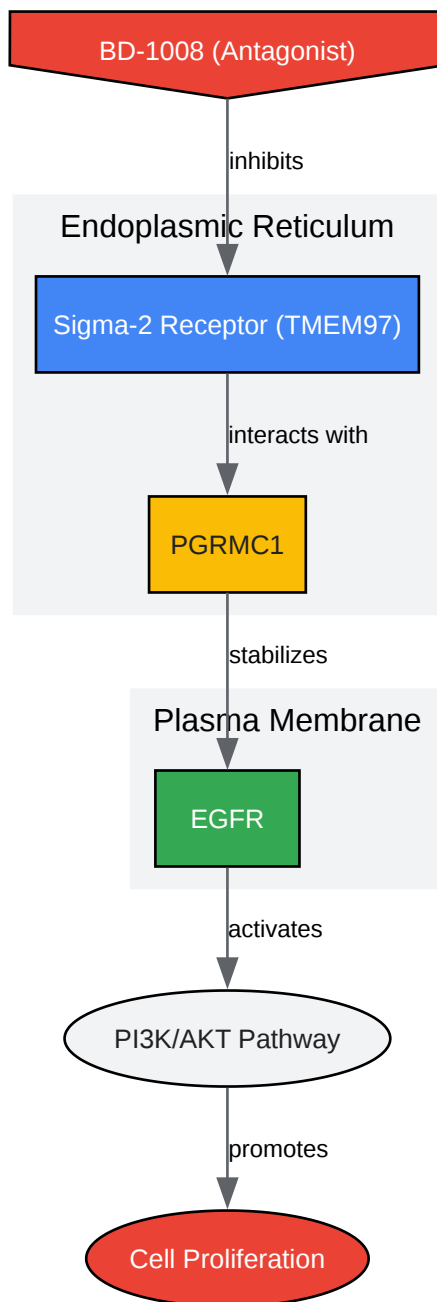 BD-1008 (Antagonist)
inhibits
Endoplasmic Reticulum
Sigma-2 Receptor (TMEM97)
interacts with
PGRMC1
stabilizes
Plasma Membrane
EGFR
activates
PI3K/AKT Pathway
promotes
Cell Proliferation